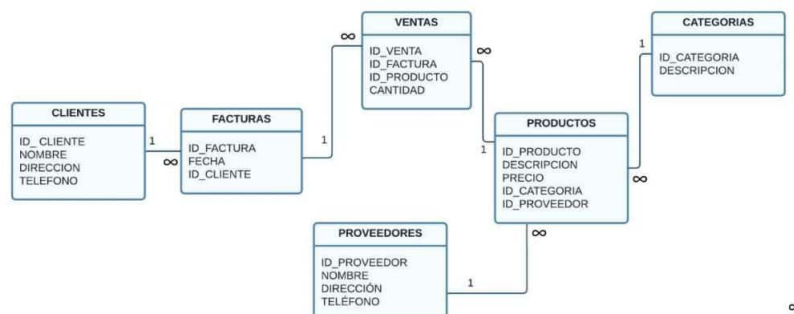 VENTAS
ID_VENTA
ID_FACTURA
ID_PRODUCTO
CANTIDAD
CATEGORIAS
ID_CATEGORIA
DESCRIPCION
CLIENTES
ID_ CLIENTE
NOMBRE
DIRECCION
TELEFONO
FACTURAS
ID_FACTURA
FECHA
ID_CLIENTE
PRODUCTOS
ID_PRODUCTO
DESCRIPCION
PRECIO
ID_CATEGORIA
ID_PROVEEDOR
PROVEEDORES
ID_PROVEEDOR
NOMBRE
DIRECCIÓN
TELÉFONO
1
∞
1
∞
∞
1
1
∞
1
∞